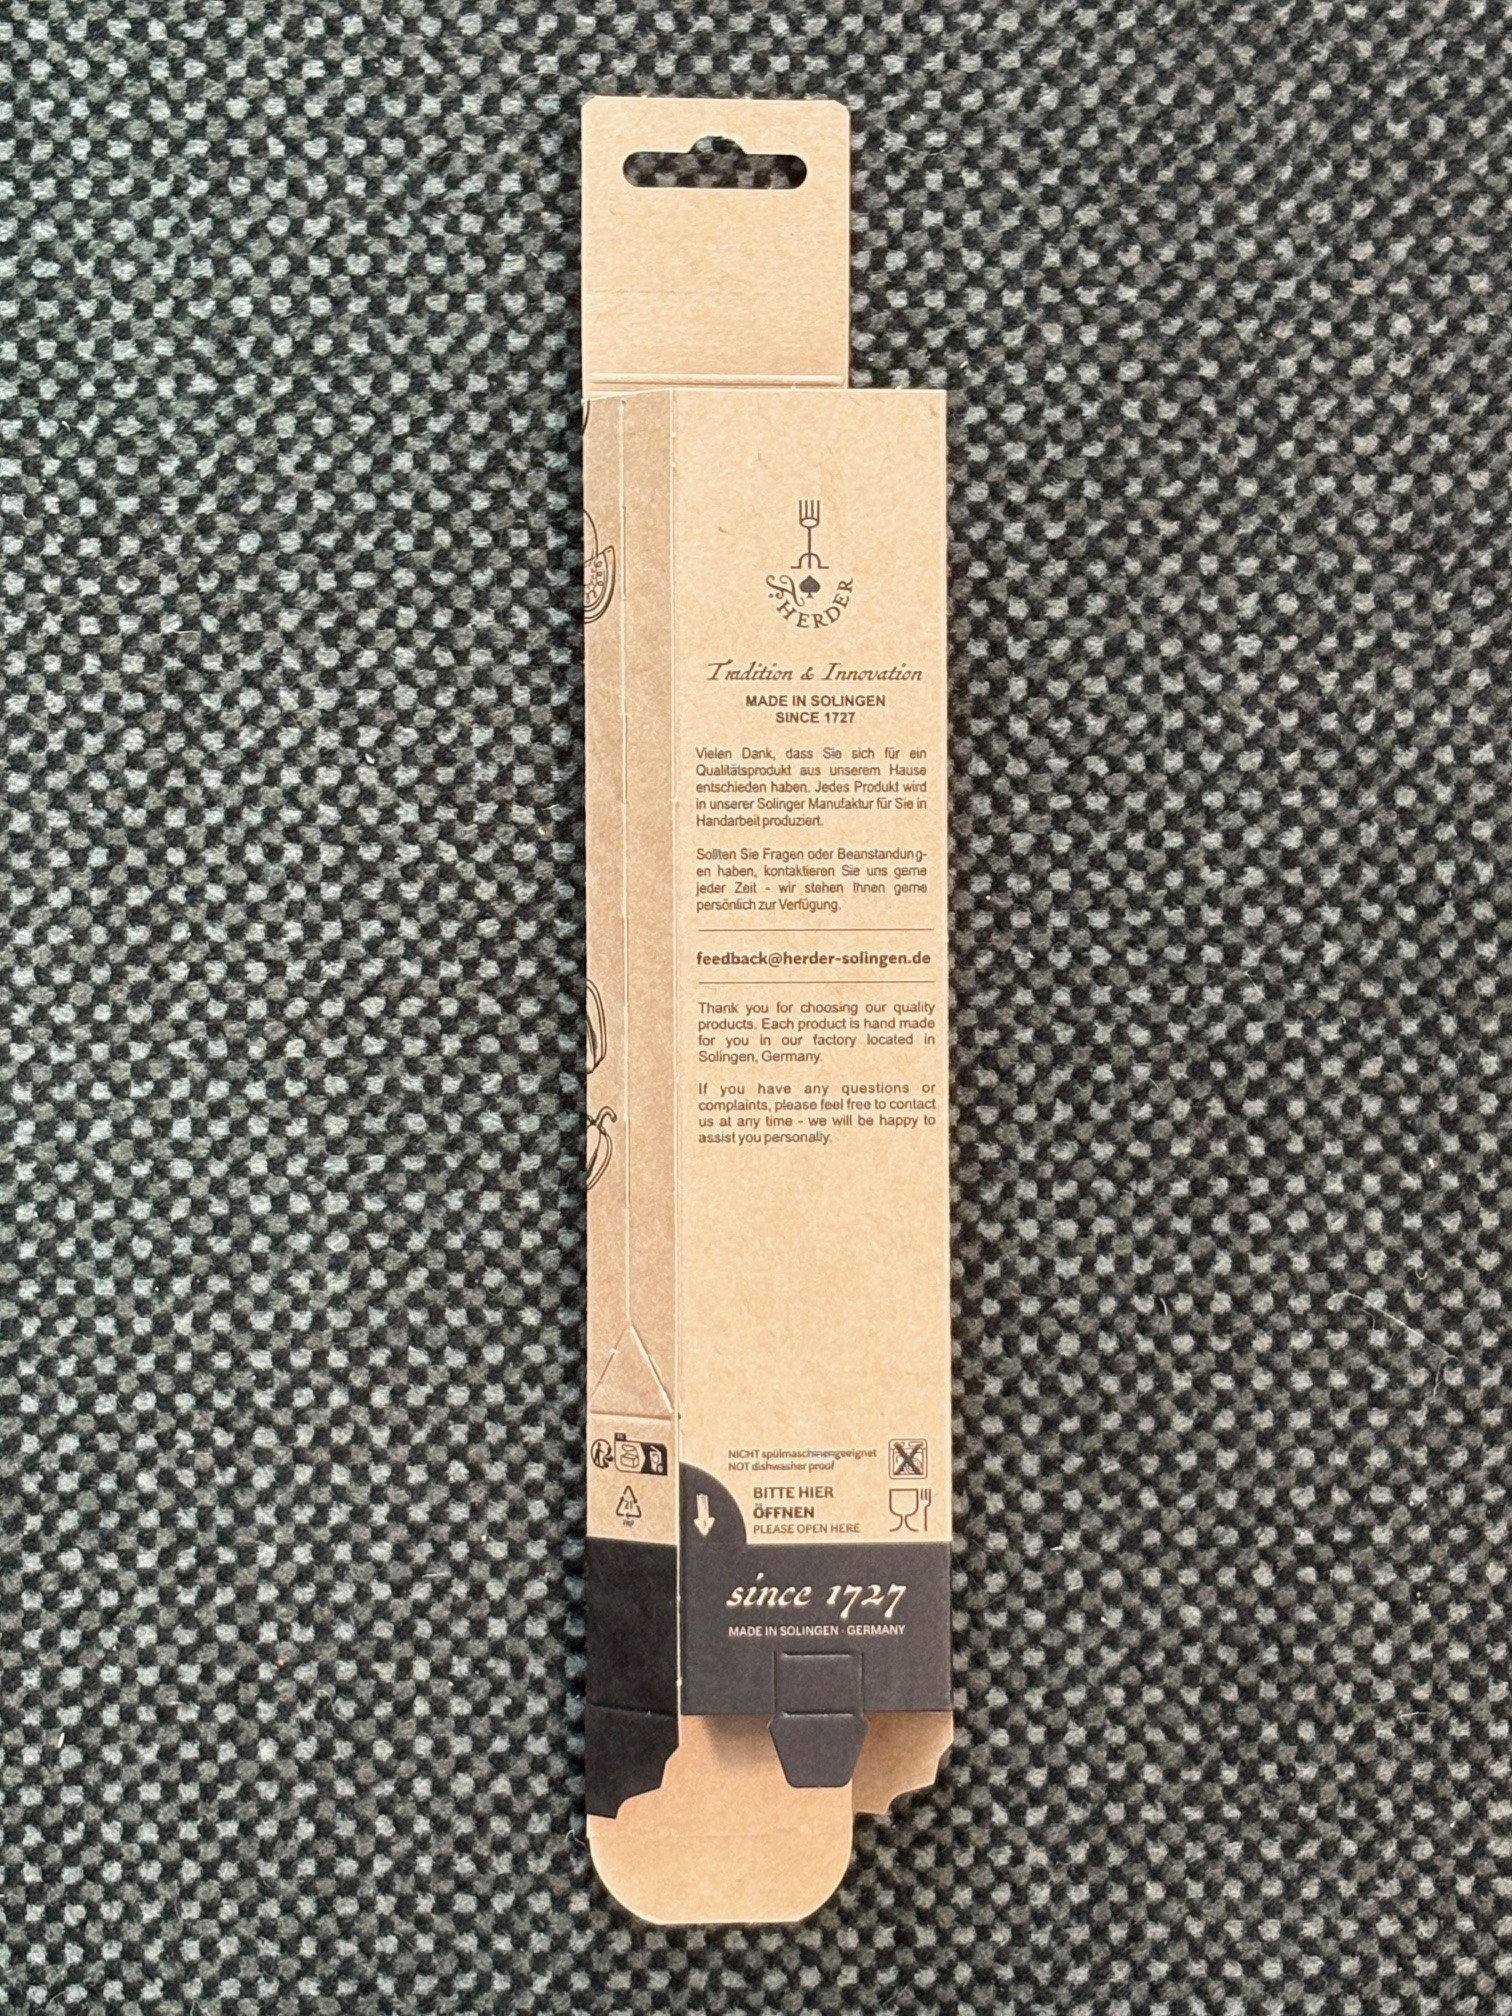 F. HERDER
Tradition & Innovation
MADE IN SOLINGEN
SINCE 1727
Vielen Dank, dass Sie sich für ein
Qualitätsprodukt aus unserem Hause
entschieden haben. Jedes Produkt wird
in unserer Solinger Manufaktur für Sie in
Handarbeit produziert.
Sollten Sie Fragen oder Beanstandung-
en haben, kontaktieren Sie uns gerne
jeder Zeit - wir stehen Ihnen gerne
persönlich zur Verfügung.
feedback@herder-solingen.de
Thank you for choosing our quality
products. Each product is hand made
for you in our factory located in
Solingen, Germany.
If you have any questions or
complaints, please feel free to contact
us at any time - we will be happy to
assist you personally.
NICHT spülmaschinengeeignet
NOT dishwasher proof
BITTE HIER
ÖFFNEN
PLEASE OPEN HERE
21
PAP
since 1727
MADE IN SOLINGEN · GERMANY